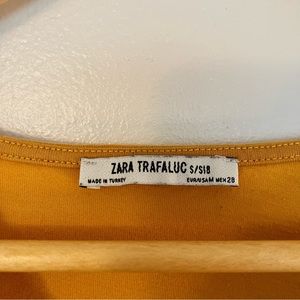 ZARA TRAFALUC S/S18
MADE IN TURKEY EUR/USA M MEX 28